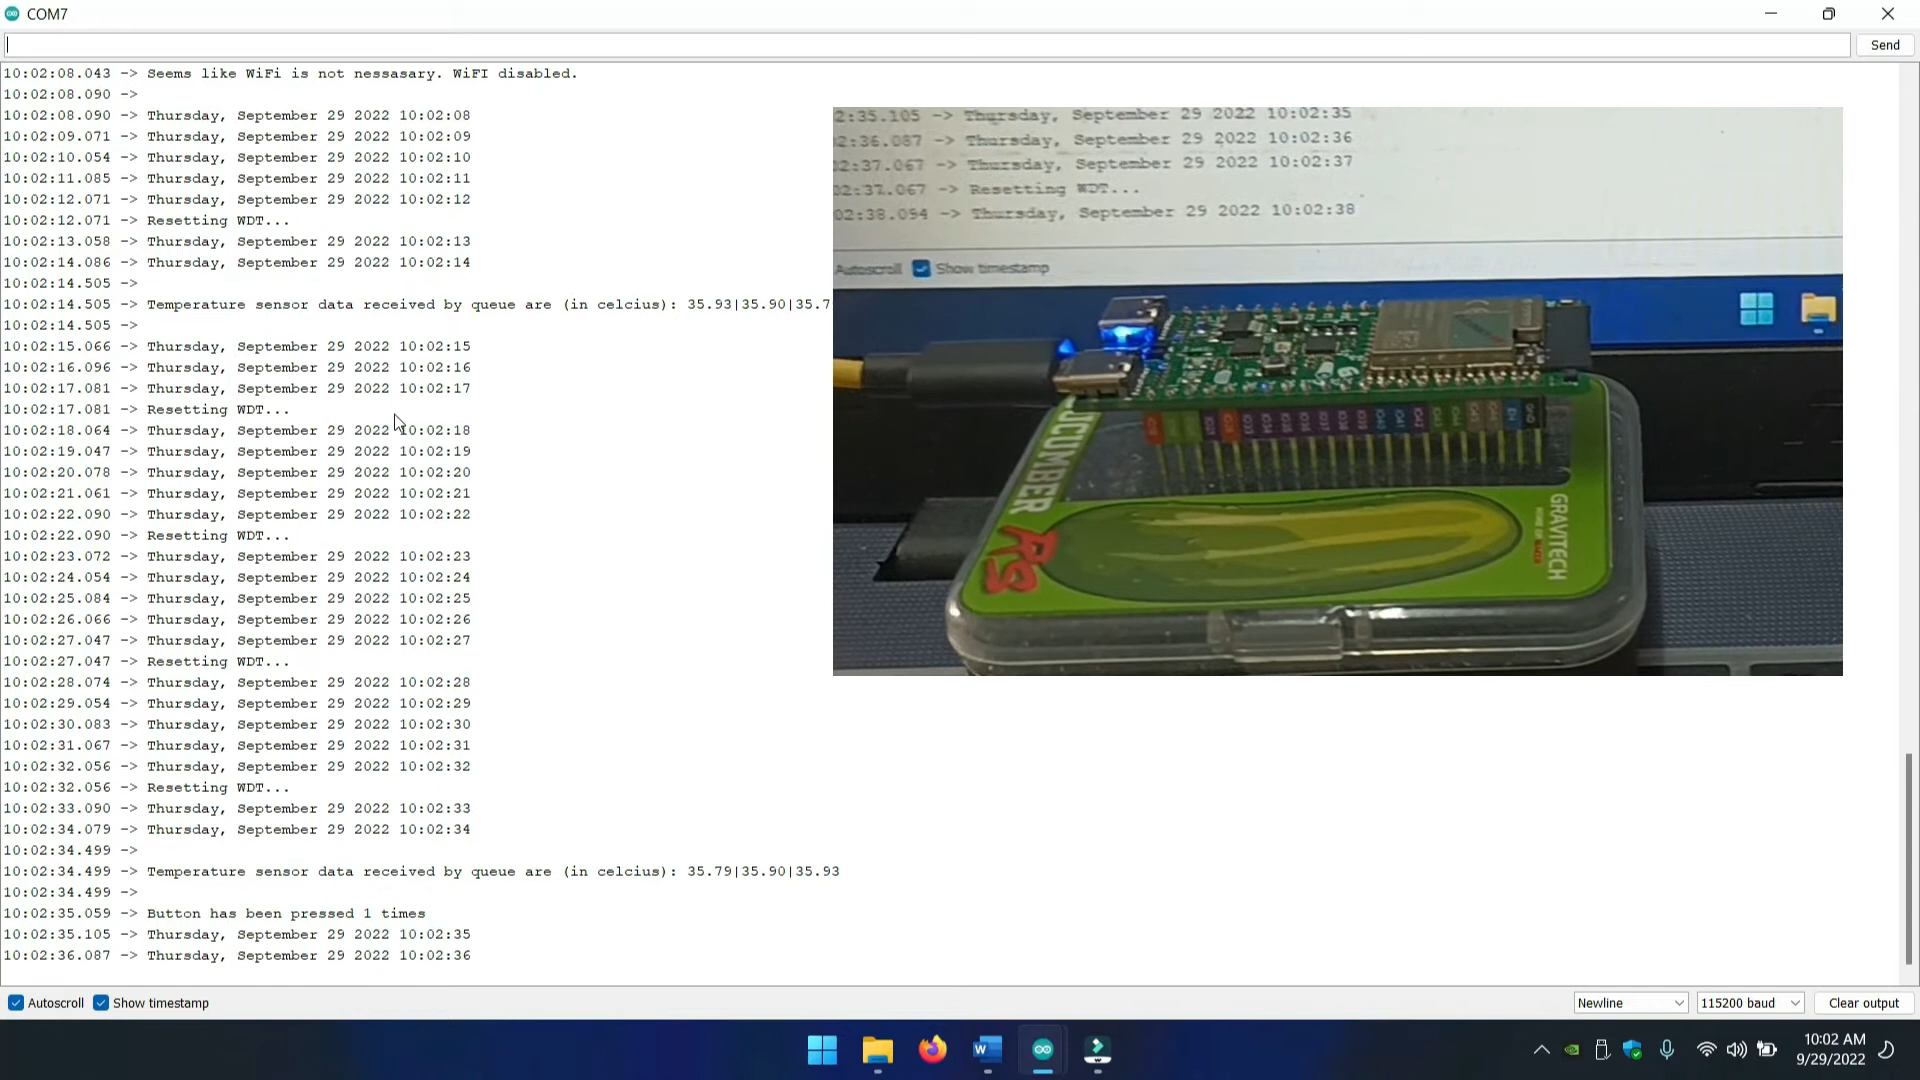 COM7
Send
10:02:08.043 -> Seems like WiFi is not nessasary. WiFI disabled.
10:02:08.090 ->
10:02:08.090 -> Thursday, September 29 2022 10:02:08
10:02:09.071 -> Thursday, September 29 2022 10:02:09
10:02:10.054 -> Thursday, September 29 2022 10:02:10
10:02:11.085 -> Thursday, September 29 2022 10:02:11
10:02:12.071 -> Thursday, September 29 2022 10:02:12
10:02:12.071 -> Resetting WDT...
10:02:13.058 -> Thursday, September 29 2022 10:02:13
10:02:14.086 -> Thursday, September 29 2022 10:02:14
10:02:14.505 ->
10:02:14.505 -> Temperature sensor data received by queue are (in celcius): 35.93|35.90|35.7
10:02:14.505 ->
10:02:15.066 -> Thursday, September 29 2022 10:02:15
10:02:16.096 -> Thursday, September 29 2022 10:02:16
10:02:17.081 -> Thursday, September 29 2022 10:02:17
10:02:17.081 -> Resetting WDT...
10:02:18.064 -> Thursday, September 29 2022 10:02:18
10:02:19.047 -> Thursday, September 29 2022 10:02:19
10:02:20.078 -> Thursday, September 29 2022 10:02:20
10:02:21.061 -> Thursday, September 29 2022 10:02:21
10:02:22.090 -> Thursday, September 29 2022 10:02:22
10:02:22.090 -> Resetting WDT...
10:02:23.072 -> Thursday, September 29 2022 10:02:23
10:02:24.054 -> Thursday, September 29 2022 10:02:24
10:02:25.084 -> Thursday, September 29 2022 10:02:25
10:02:26.066 -> Thursday, September 29 2022 10:02:26
10:02:27.047 -> Thursday, September 29 2022 10:02:27
10:02:27.047 -> Resetting WDT...
10:02:28.074 -> Thursday, September 29 2022 10:02:28
10:02:29.054 -> Thursday, September 29 2022 10:02:29
10:02:30.083 -> Thursday, September 29 2022 10:02:30
10:02:31.067 -> Thursday, September 29 2022 10:02:31
10:02:32.056 -> Thursday, September 29 2022 10:02:32
10:02:32.056 -> Resetting WDT...
10:02:33.090 -> Thursday, September 29 2022 10:02:33
10:02:34.079 -> Thursday, September 29 2022 10:02:34
10:02:34.499 ->
10:02:34.499 -> Temperature sensor data received by queue are (in celcius): 35.79|35.90|35.93
10:02:34.499 ->
10:02:35.059 -> Button has been pressed 1 times
10:02:35.105 -> Thursday, September 29 2022 10:02:35
10:02:36.087 -> Thursday, September 29 2022 10:02:36
2:35.105 -> Thursday, September 29 2022 10:02:35
2:36.087 -> Thursday, September 29 2022 10:02:36
2:37.067 -> Thursday, September 29 2022 10:02:37
02:37.067 -> Resetting WDT...
02:38.094 -> Thursday, September 29 2022 10:02:38
Autoscroll Show timestamp
CUCUMBER
RS
GRAVITECH
Autoscroll Show timestamp
Newline 115200 baud Clear output
10:02 AM
9/29/2022